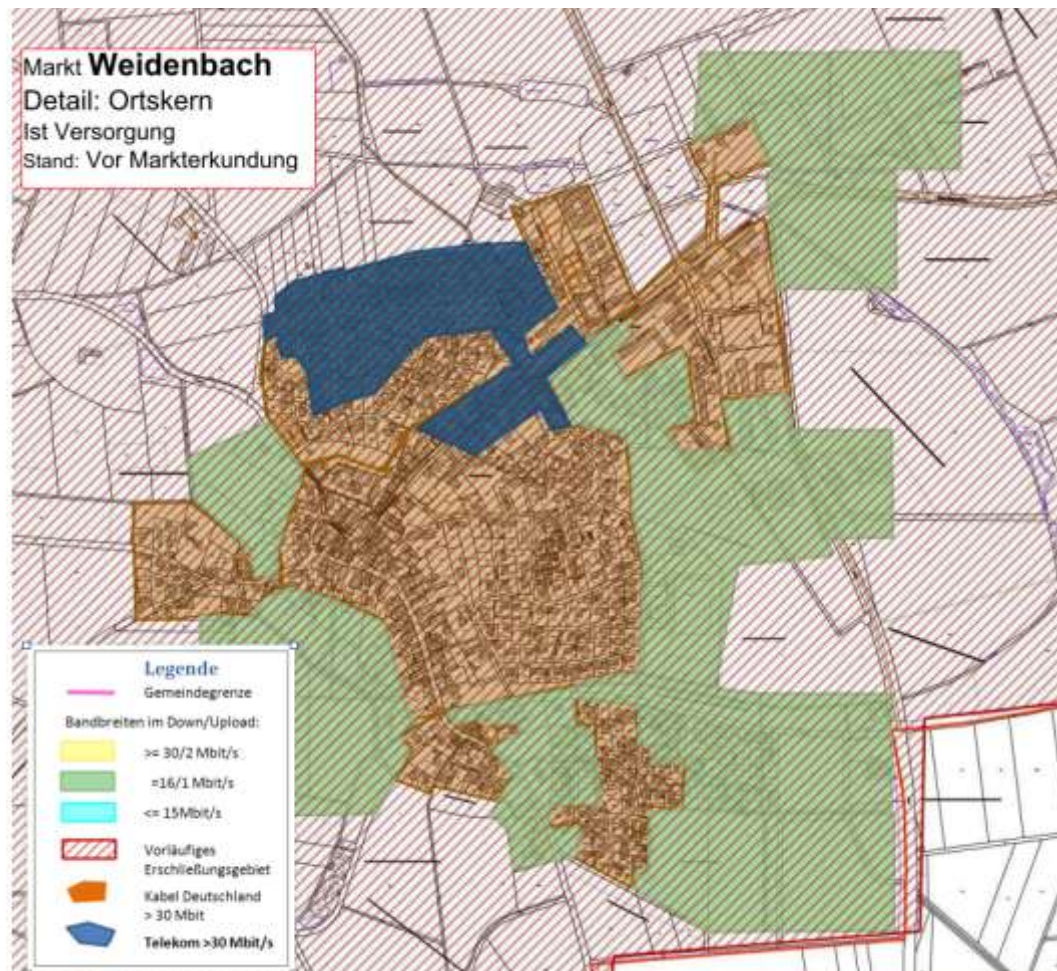 Markt Weidenbach
Detail: Ortskern
Ist Versorgung
Stand: Vor Markterkundung
Legende
Gemeindegrenze
Bandbreiten im Down/Upload:
>= 30/2 Mbit/s
=16/1 Mbit/s
<= 15Mbit/s
Vorläufiges
Erschließungsgebiet
Kabel Deutschland
> 30 Mbit
Telekom >30 Mbit/s